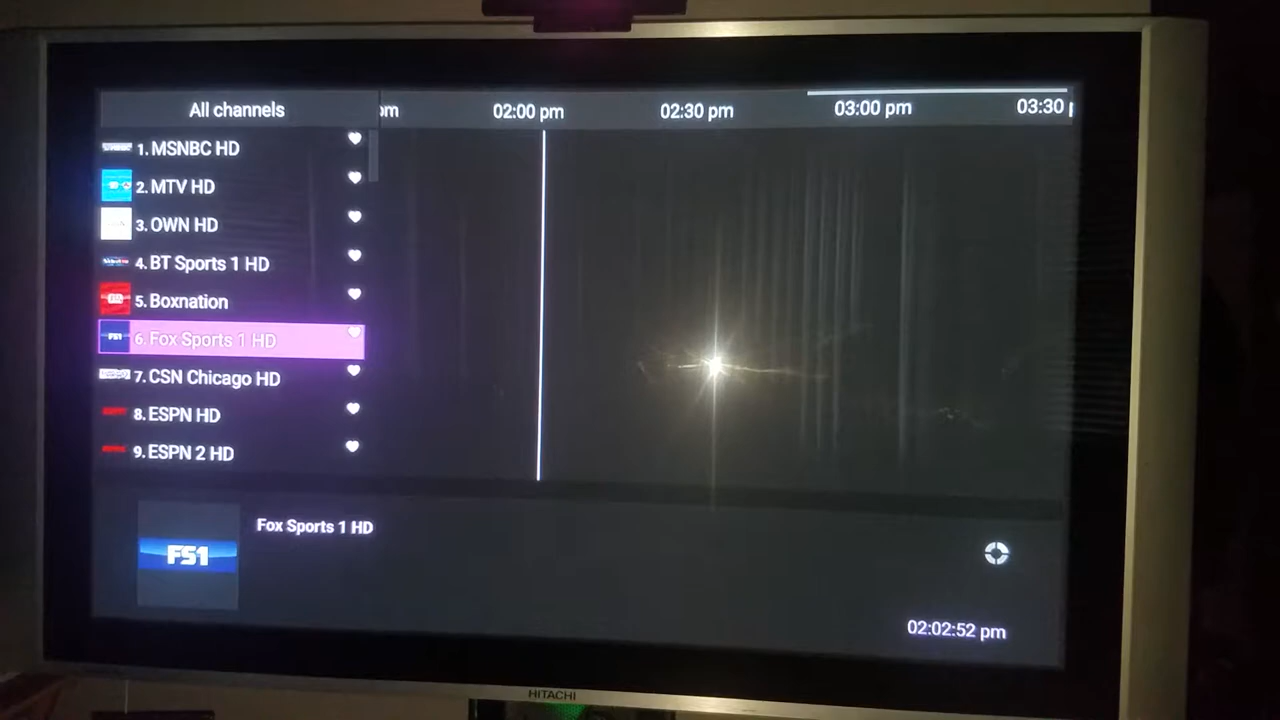 All channels
om 02:00 pm 02:30 pm 03:00 pm 03:30 p
1. MSNBC HD
2. MTV HD
3. OWN HD
4. BT Sports 1 HD
5. Boxnation
FS1 6. Fox Sports 1 HD
7. CSN Chicago HD
8. ESPN HD
9. ESPN 2 HD
Fox Sports 1 HD
FS1
02:02:52 pm
HITACHI